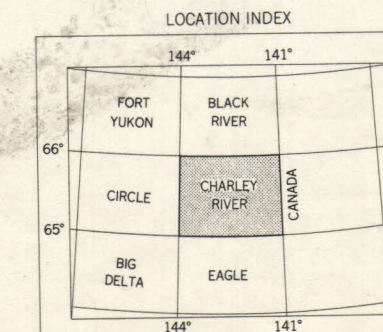 LOCATION INDEX
144° 141°
FORT
YUKON
BLACK
RIVER
66°
CIRCLE
CHARLEY
RIVER
CANADA
65°
BIG
DELTA
EAGLE
144° 141°